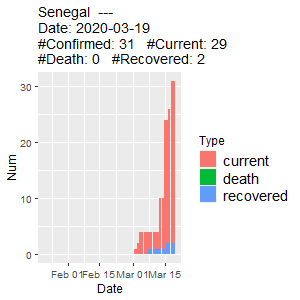 Senegal ---
Date: 2020-03-19
#Confirmed: 31 #Current: 29
#Death: 0 #Recovered: 2
30
20
10
0
Num
Feb 01 Feb 15 Mar 01 Mar 15
Date
Type
current
death
recovered